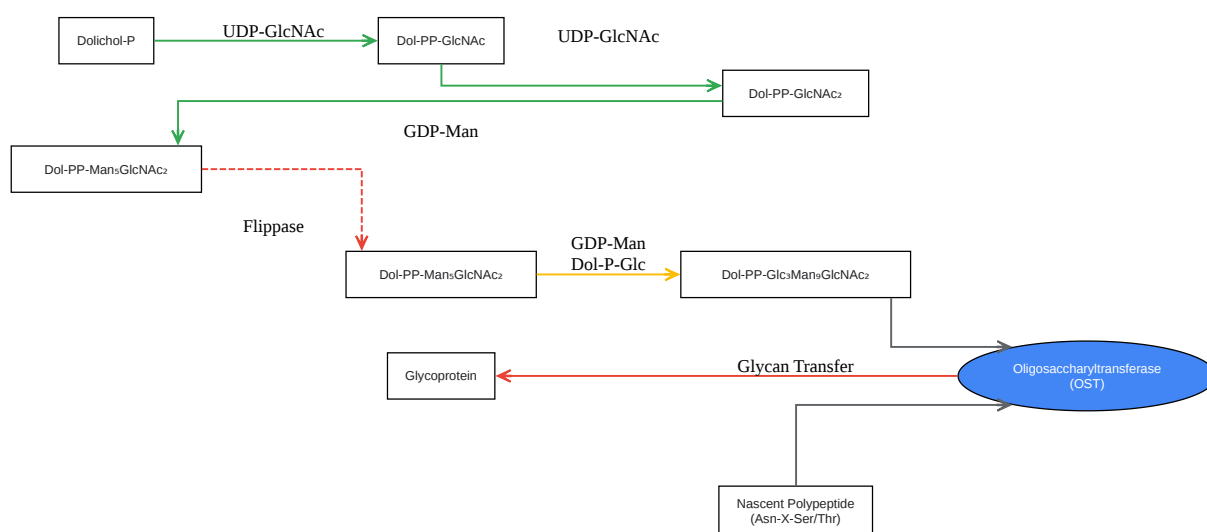 Dolichol-P
UDP-GlcNAc
Dol-PP-GlcNAc
UDP-GlcNAc
Dol-PP-GlcNAc₂
GDP-Man
Dol-PP-Man₅GlcNAc₂
Flippase
Dol-PP-Man₅GlcNAc₂
GDP-Man
Dol-P-Glc
Dol-PP-Glc₃Man₉GlcNAc₂
Glycoprotein
Glycan Transfer
Oligosaccharyltransferase
(OST)
Nascent Polypeptide
(Asn-X-Ser/Thr)